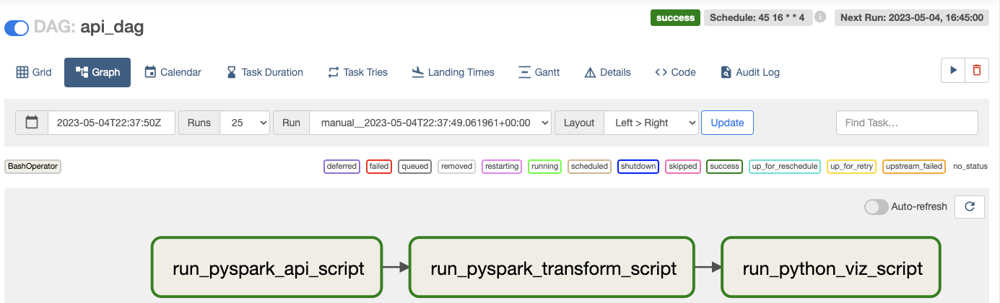 DAG: api_dag
success Schedule: 45 16 * * 4 Next Run: 2023-05-04, 16:45:00
Grid Graph Calendar Task Duration Task Tries Landing Times Gantt Details Code Audit Log
2023-05-04T22:37:50Z Runs 25 Run manual__2023-05-04T22:37:49.061961+00:00 Layout Left > Right Update Find Task...
BashOperator deferred failed queued removed restarting running scheduled shutdown skipped success up_for_reschedule up_for_retry upstream_failed no_status
Auto-refresh
run_pyspark_api_script run_pyspark_transform_script run_python_viz_script